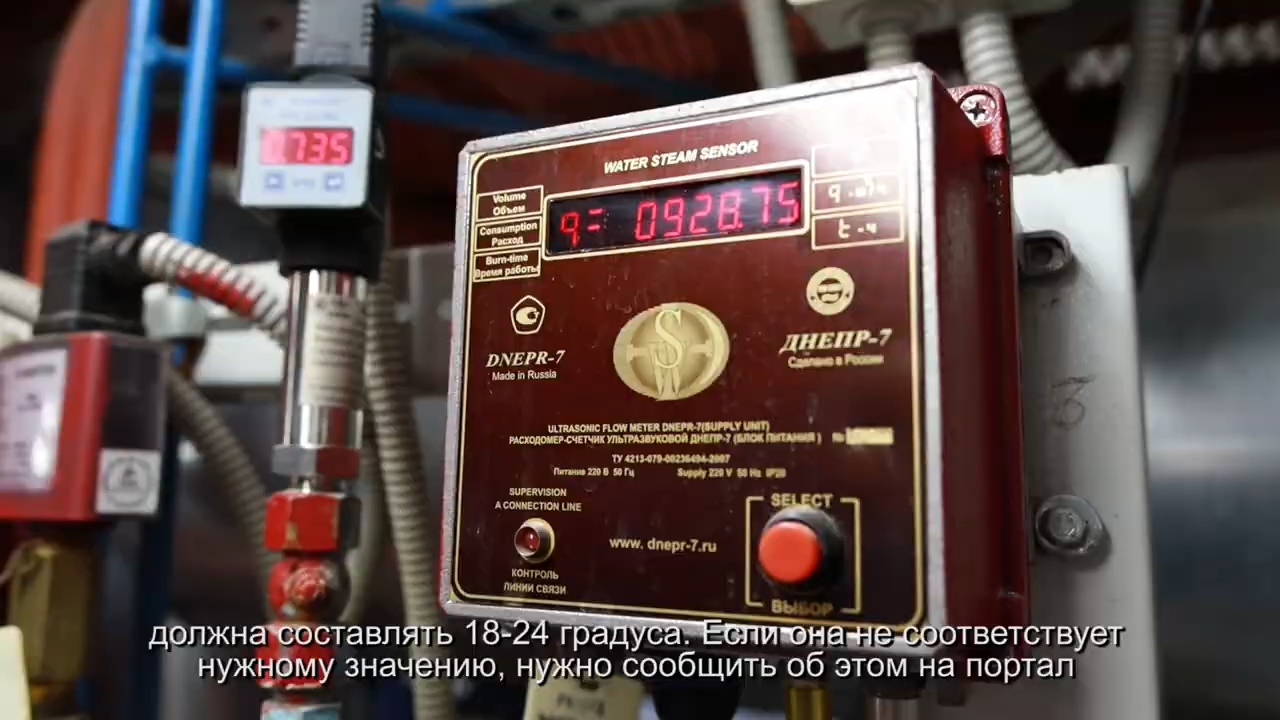 0.735
WATER STEAM SENSOR
Volume
Объем
Consumption
Расход
Burn-time
Время работы
q= 0928.75
t - ч
DNEPR-7
Made in Russia
ДНЕПР-7
Сделано в России
ULTRASONIC FLOW METER DNEPR-7(SUPPLY UNIT)
РАСХОДОМЕР-СЧЕТЧИК УЛЬТРАЗВУКОВОЙ ДНЕПР-7 (БЛОК ПИТАНИЯ )
№
ТУ 4213-079-00236494-2007
Питание 220 В 50 Гц
Supply 220 V 50 Hz IP20
SUPERVISION
A CONNECTION LINE
КОНТРОЛЬ
ЛИНИИ СВЯЗИ
www. dnepr-7.ru
SELECT
ВЫБОР
должна составлять 18-24 градуса. Если она не соответствует
нужному значению, нужно сообщить об этом на портал